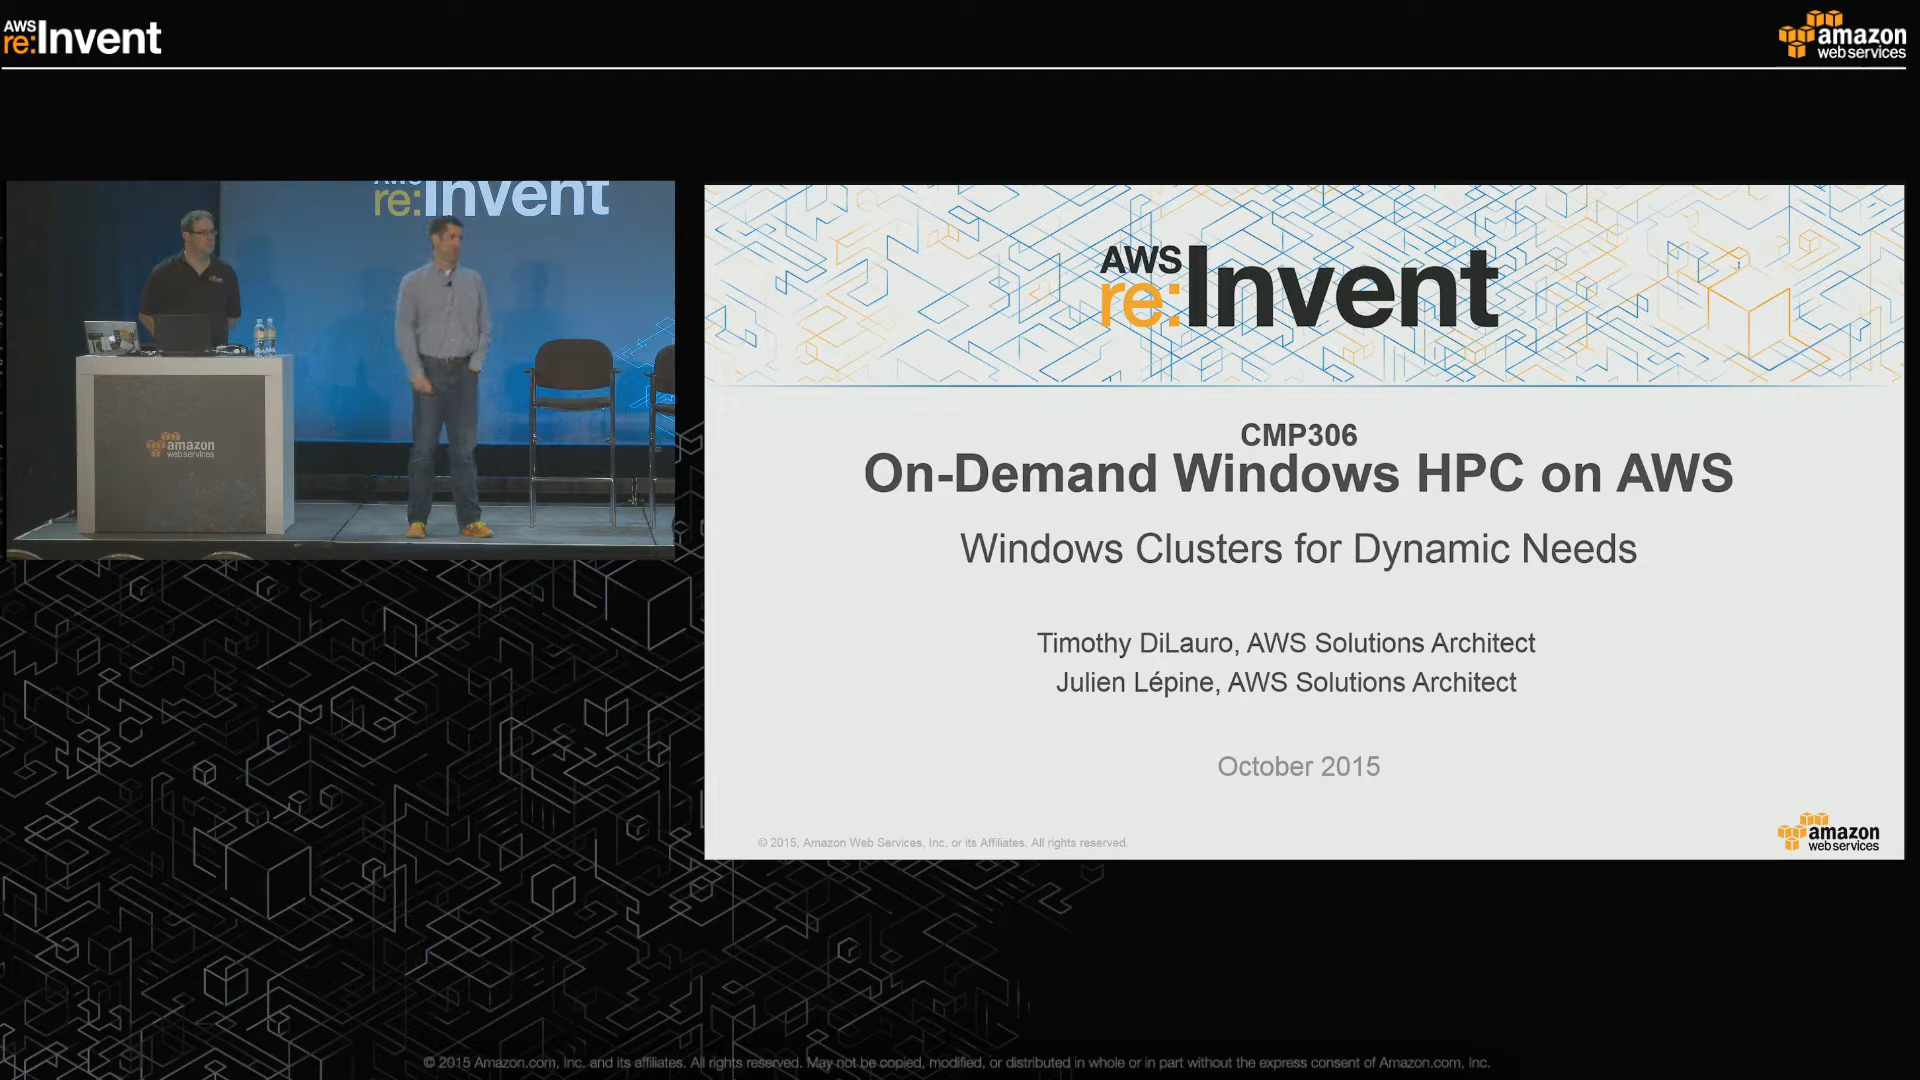 AWS
re:Invent
amazon
web services
re:Invent
amazon
web services
AWS
re:Invent
CMP306
On-Demand Windows HPC on AWS
Windows Clusters for Dynamic Needs
Timothy DiLauro, AWS Solutions Architect
Julien Lépine, AWS Solutions Architect
October 2015
© 2015, Amazon Web Services, Inc. or its Affiliates. All rights reserved.
amazon
web services
© 2015 Amazon.com, Inc. and its affiliates. All rights reserved. May not be copied, modified, or distributed in whole or in part without the express consent of Amazon.com, Inc.